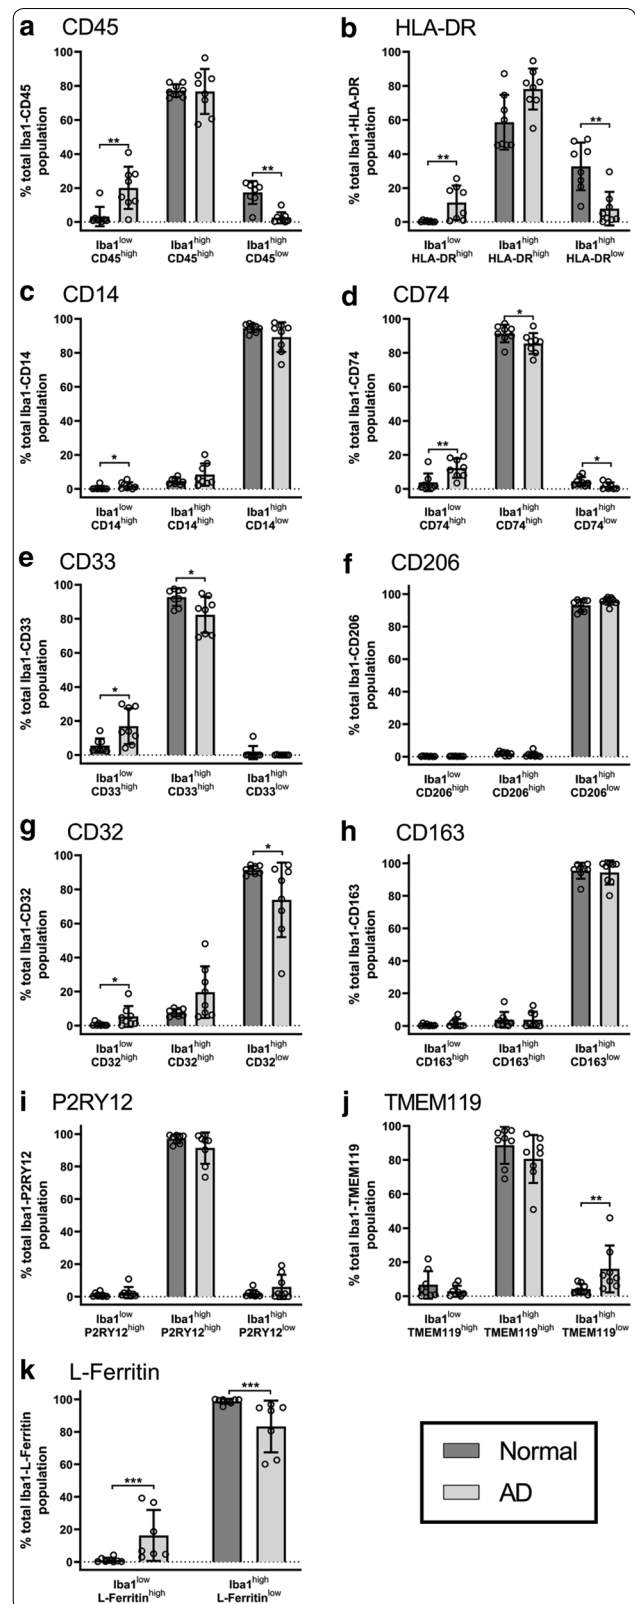 a CD45
% total Iba1-CD45
population
100
80
60
40
20
0
**
**
Iba1low Iba1high Iba1high
CD45high CD45high CD45low
b HLA-DR
% total Iba1-HLA-DR
population
100
80
60
40
20
0
**
**
Iba1low Iba1high Iba1high
HLA-DRhigh HLA-DRhigh HLA-DRlow
c CD14
% total Iba1-CD14
population
100
80
60
40
20
0
*
Iba1low Iba1high Iba1high
CD14high CD14high CD14low
d CD74
% total Iba1-CD74
population
100
80
60
40
20
0
**
*
*
Iba1low Iba1high Iba1high
CD74high CD74high CD74low
e CD33
% total Iba1-CD33
population
100
80
60
40
20
0
*
*
Iba1low Iba1high Iba1high
CD33high CD33high CD33low
f CD206
% total Iba1-CD206
population
100
80
60
40
20
0
Iba1low Iba1high Iba1high
CD206high CD206high CD206low
g CD32
% total Iba1-CD32
population
100
80
60
40
20
0
*
*
Iba1low Iba1high Iba1high
CD32high CD32high CD32low
h CD163
% total Iba1-CD163
population
100
80
60
40
20
0
Iba1low Iba1high Iba1high
CD163high CD163high CD163low
i P2RY12
% total Iba1-P2RY12
population
100
80
60
40
20
0
Iba1low Iba1high Iba1high
P2RY12high P2RY12high P2RY12low
j TMEM119
% total Iba1-TMEM119
population
100
80
60
40
20
0
**
Iba1low Iba1high Iba1high
TMEM119high TMEM119high TMEM119low
k L-Ferritin
% total Iba1-L-Ferritin
population
100
80
60
40
20
0
***
***
Iba1low Iba1high
L-Ferritinhigh L-Ferritinlow
Normal
AD